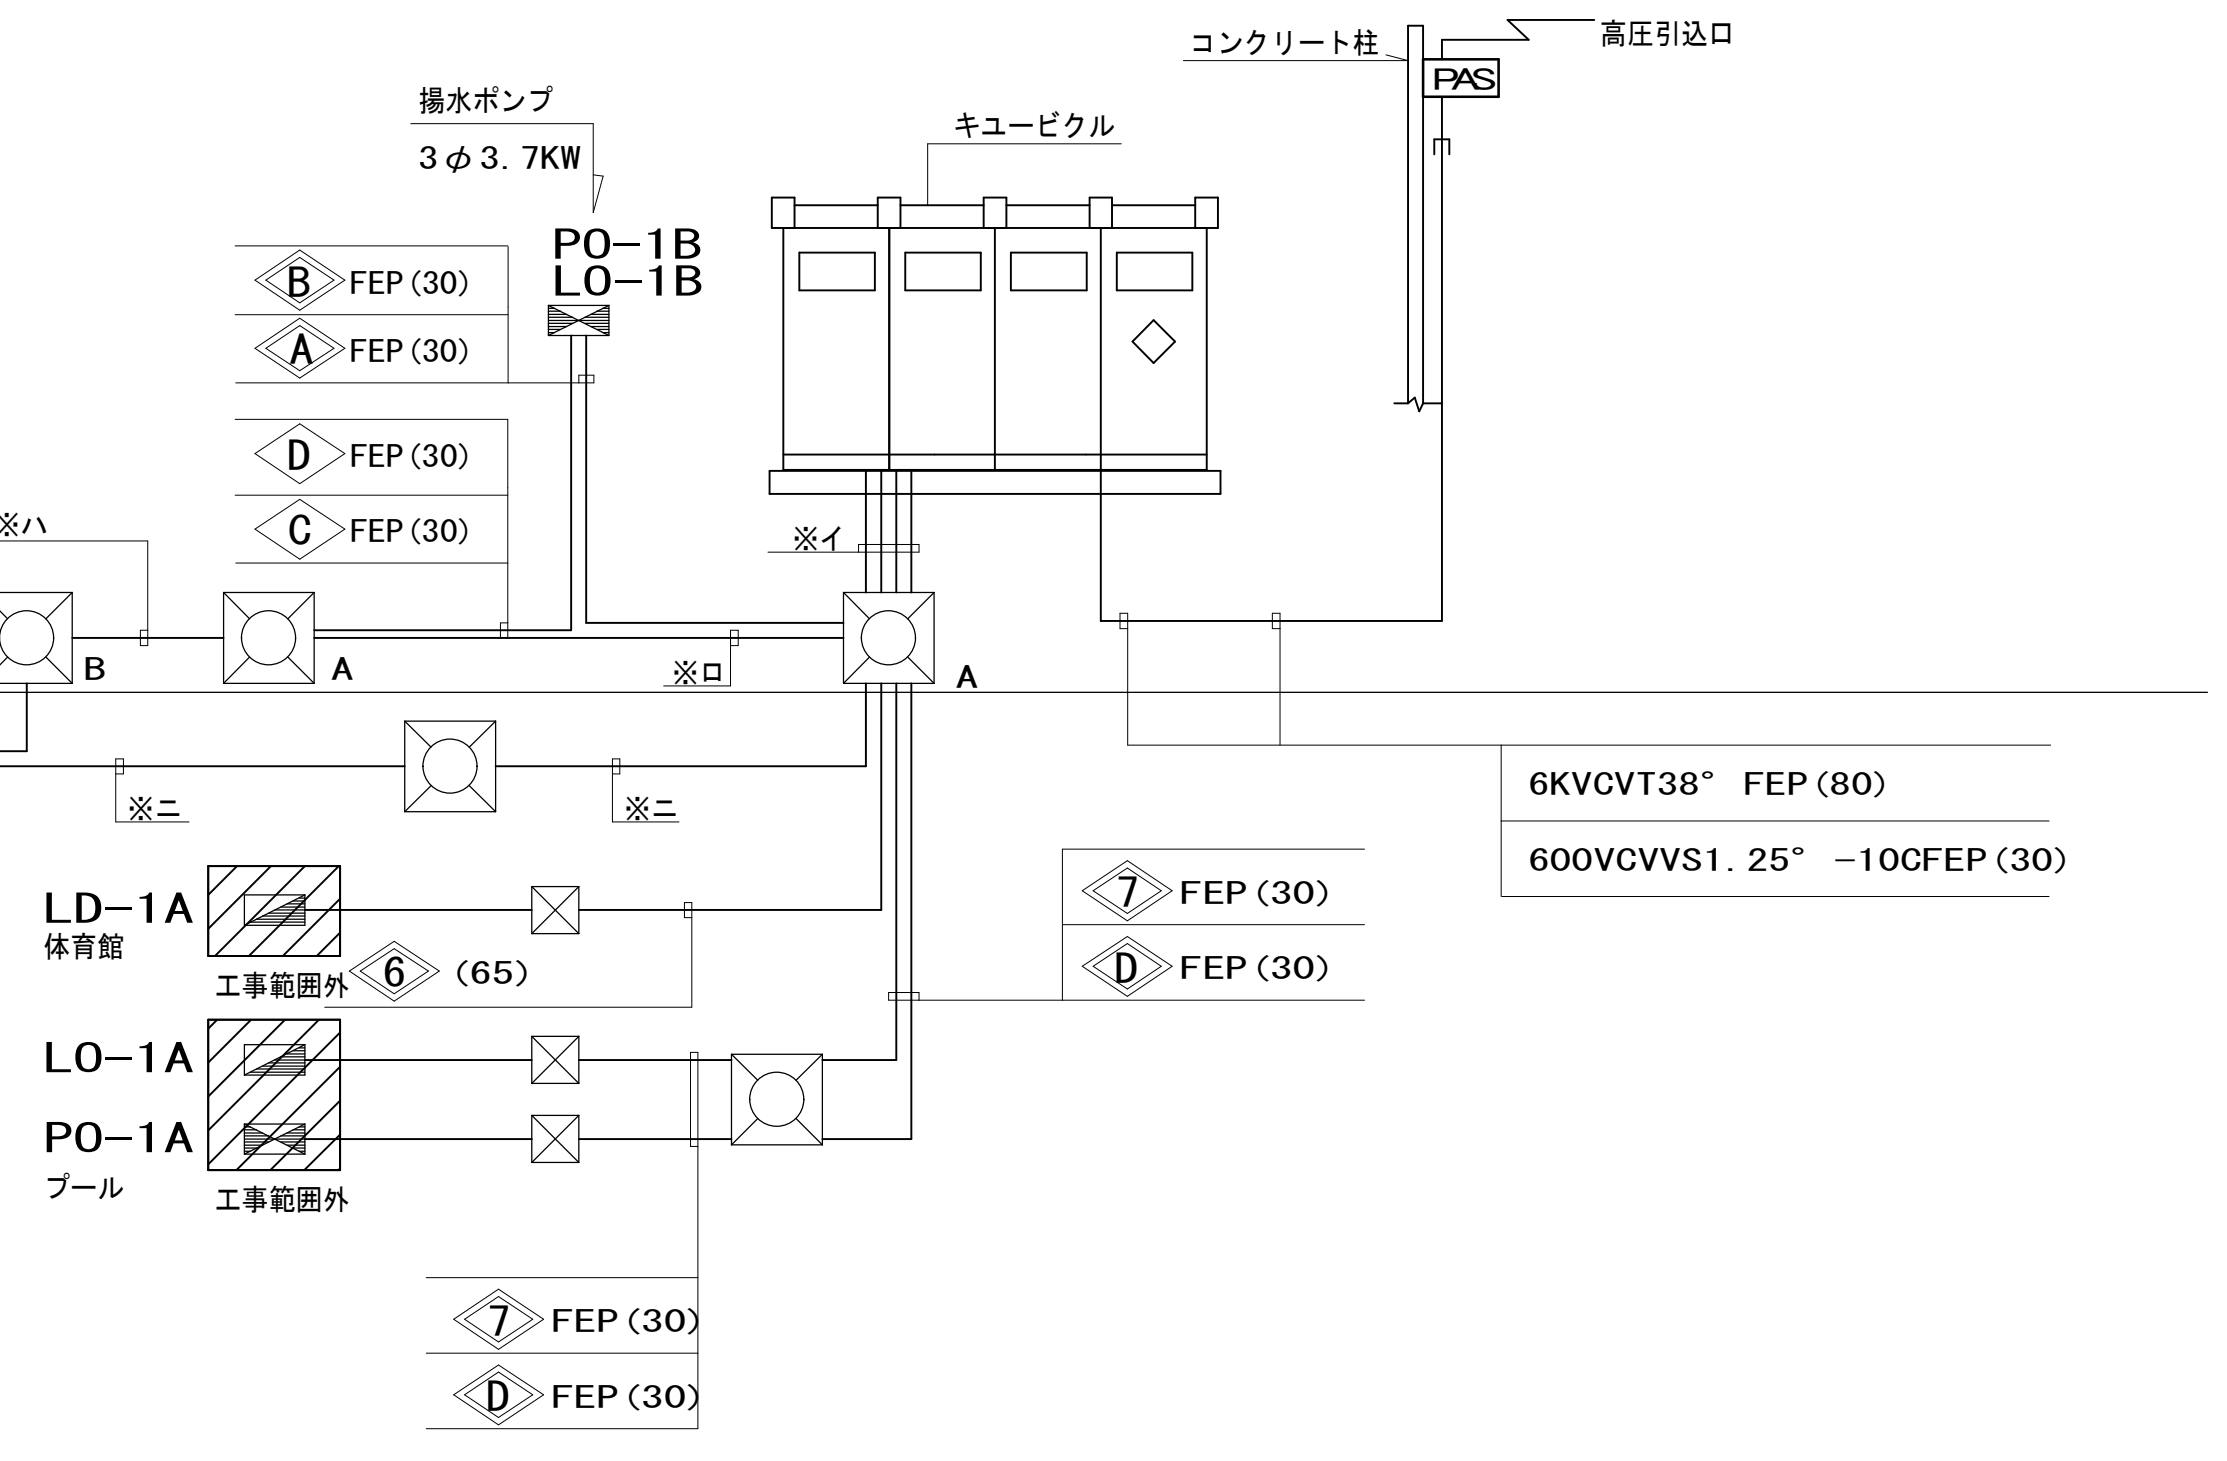 高圧引込口
コンクリート柱
PAS
揚水ポンプ
3φ3.7KW
キユービクル
PO-1B
LO-1B
B FEP(30)
A FEP(30)
D FEP(30)
C FEP(30)
※ハ
※イ
B
A
※ロ
A
※ニ
※ニ
6KVCVT38° FEP(80)
600VCVVS1.25° -10CFEP(30)
7 FEP(30)
D FEP(30)
LD-1A
体育館
工事範囲外
6 (65)
LO-1A
PO-1A
プール
工事範囲外
7 FEP(30)
D FEP(30)